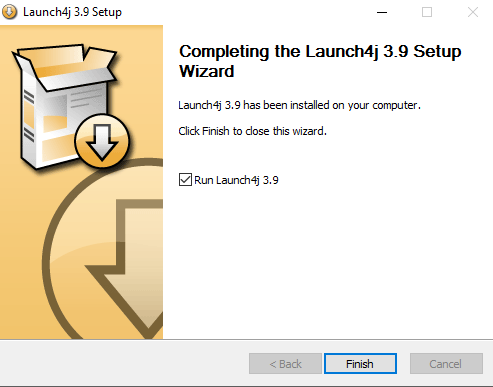 Launch4j 3.9 Setup
Completing the Launch4j 3.9 Setup
Wizard
Launch4j 3.9 has been installed on your computer.
Click Finish to close this wizard.
Run Launch4j 3.9
< Back
Finish
Cancel